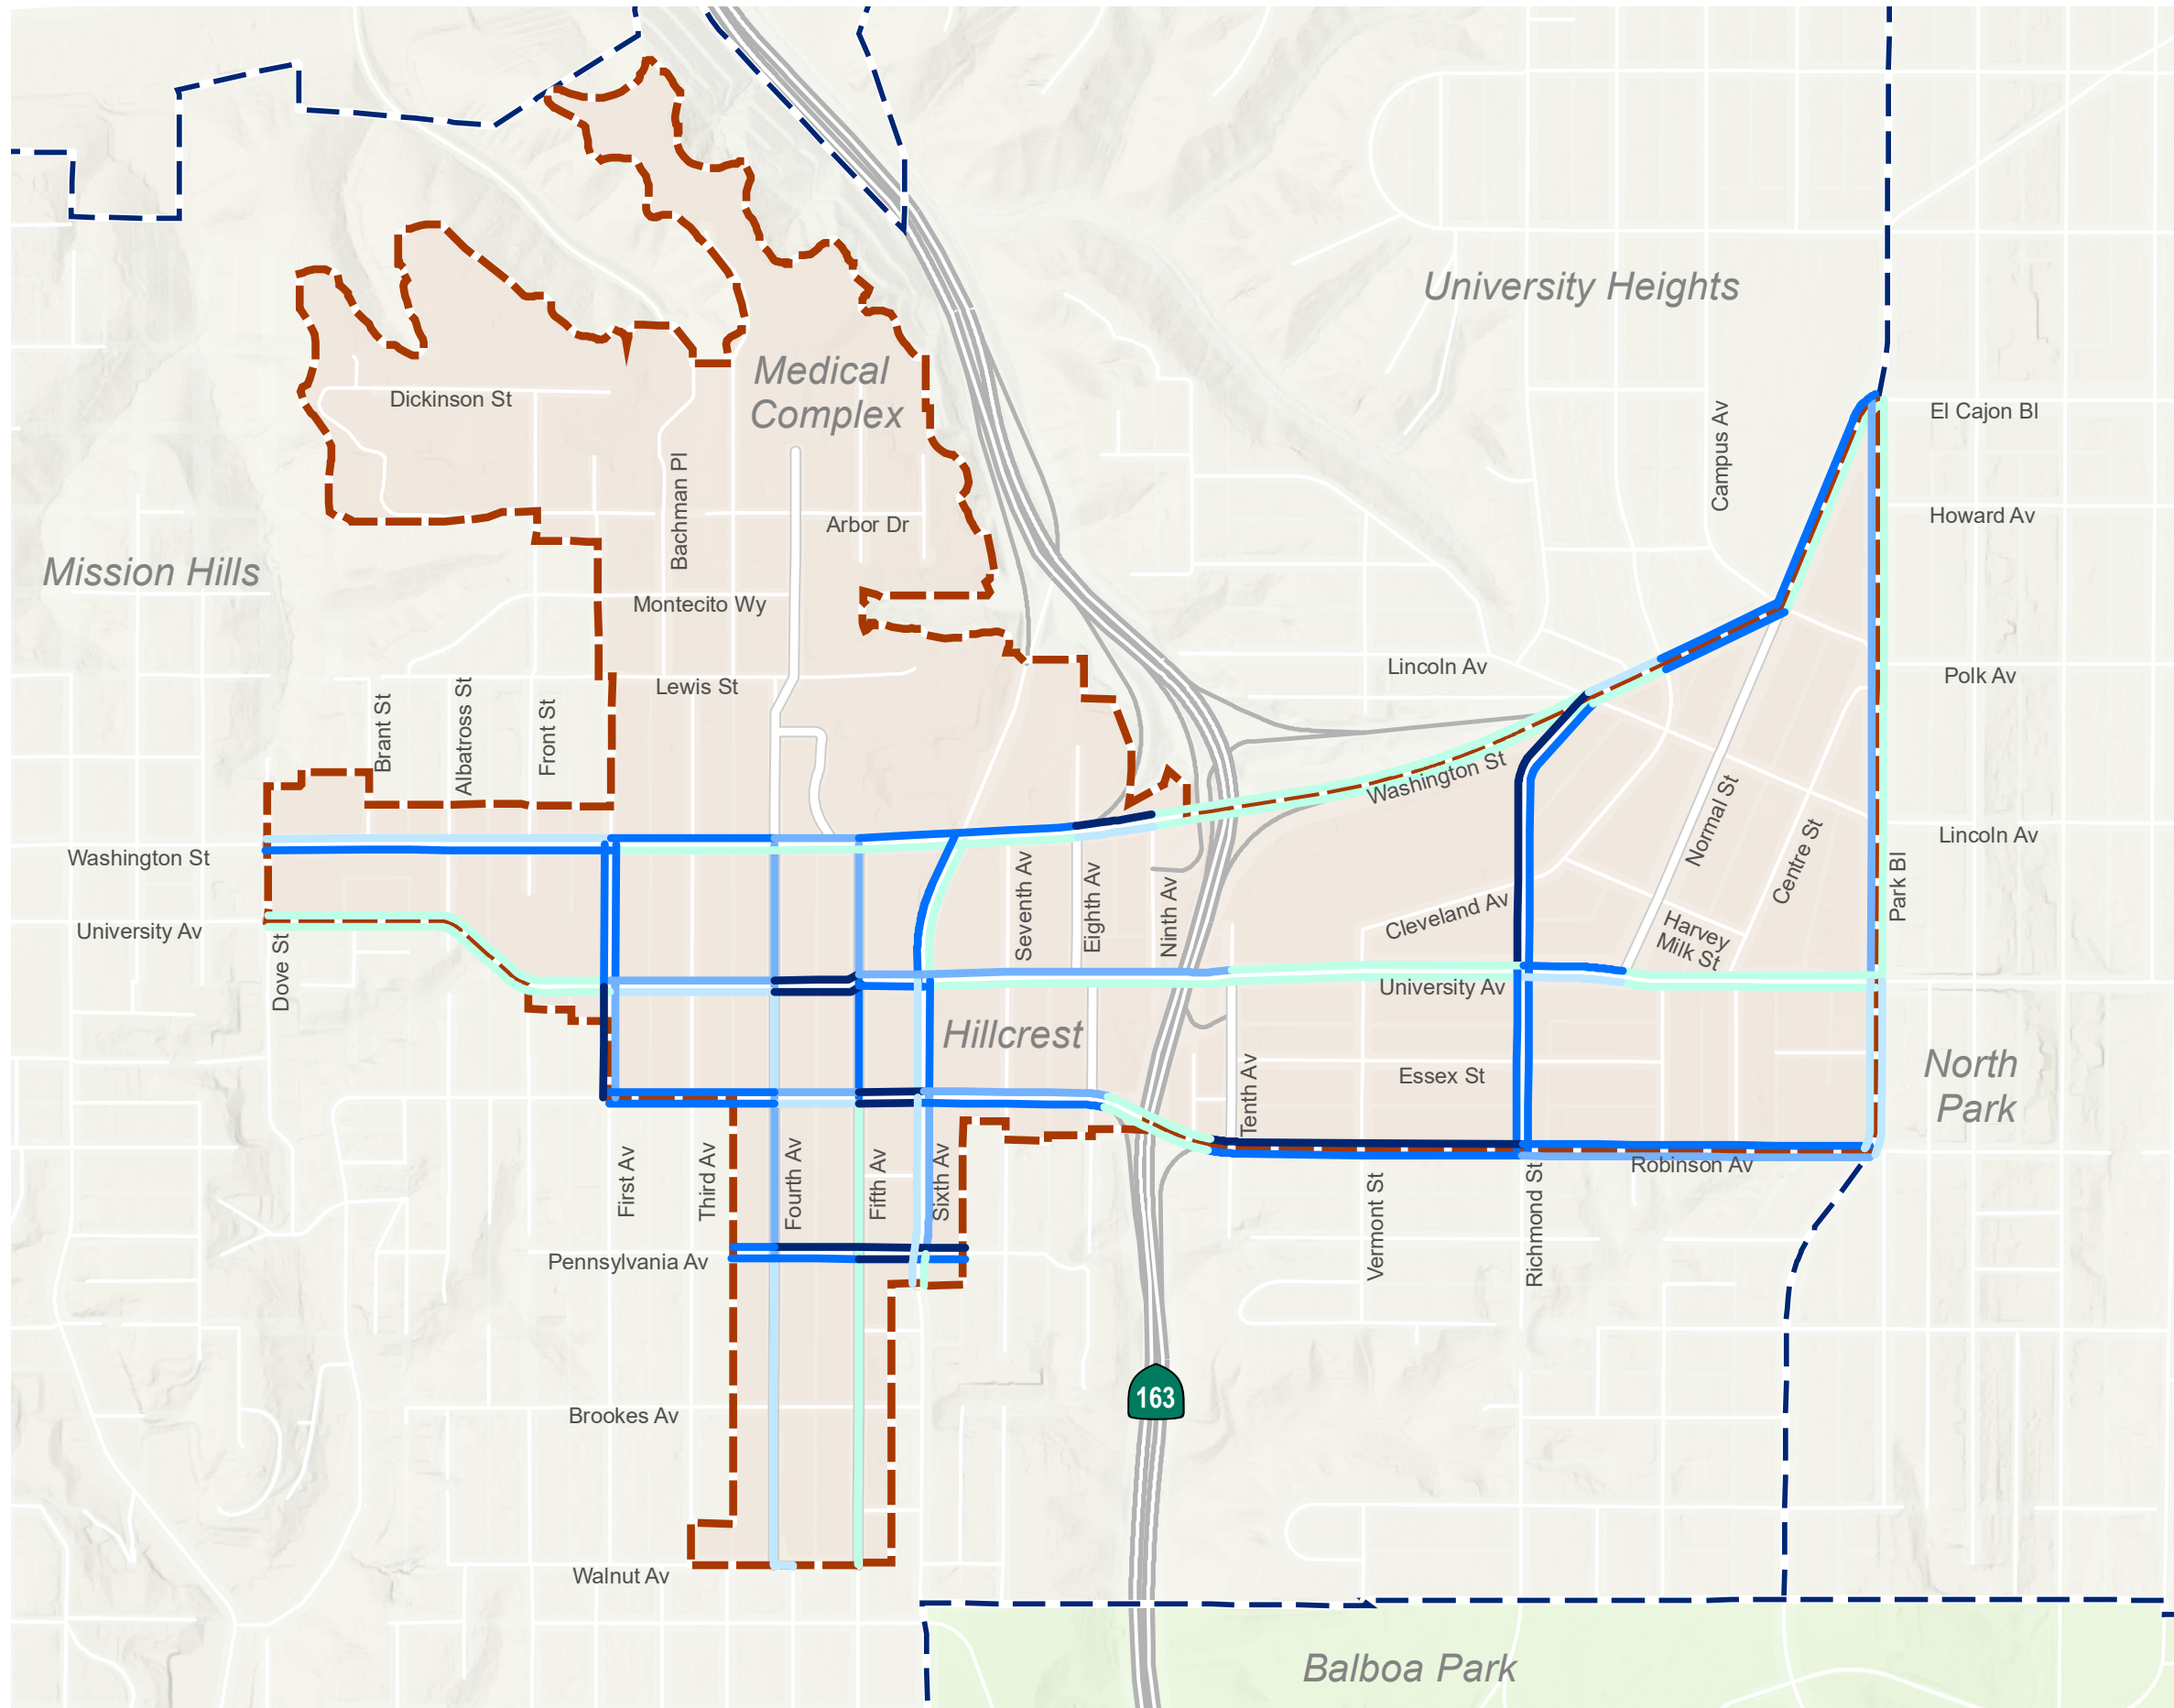 University Heights
Medical
Complex
Dickinson St
Campus Av
El Cajon Bl
Bachman Pl
Howard Av
Arbor Dr
Mission Hills
Montecito Wy
Lincoln Av
Polk Av
Lewis St
Brant St
Albatross St
Front St
Washington St
Normal St
Centre St
Lincoln Av
Washington St
Park Bl
Seventh Av
Eighth Av
Ninth Av
Cleveland Av
Harvey
Milk St
University Av
Dove St
University Av
Hillcrest
North
Park
Essex St
Tenth Av
First Av
Third Av
Fourth Av
Fifth Av
Sixth Av
Robinson Av
Vermont St
Richmond St
Pennsylvania Av
163
Brookes Av
Walnut Av
Balboa Park